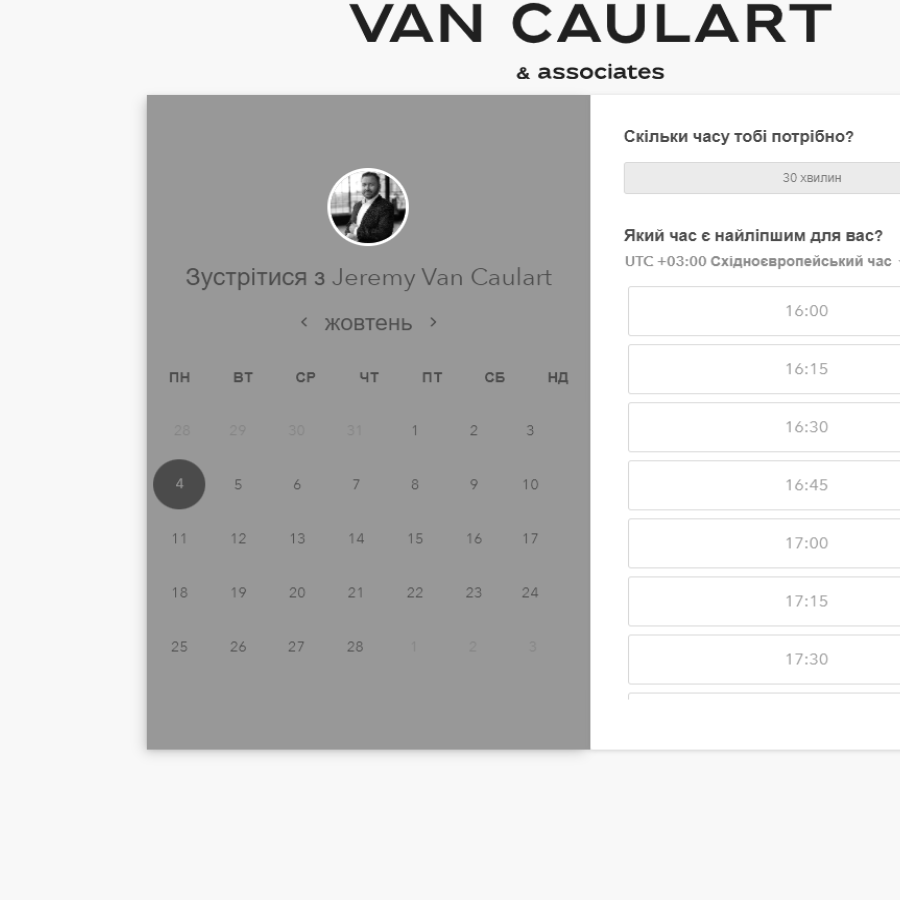 VAN CAULART
& associates
Зустрітися з Jeremy Van Caulart
жовтень
ПН ВТ СР ЧТ ПТ СБ НД
28 29 30 31 1 2 3
4 5 6 7 8 9 10
11 12 13 14 15 16 17
18 19 20 21 22 23 24
25 26 27 28 1 2 3
Скільки часу тобі потрібно?
30 хвилин
Який час є найліпшим для вас?
UTC +03:00 Східноєвропейський час
16:00
16:15
16:30
16:45
17:00
17:15
17:30